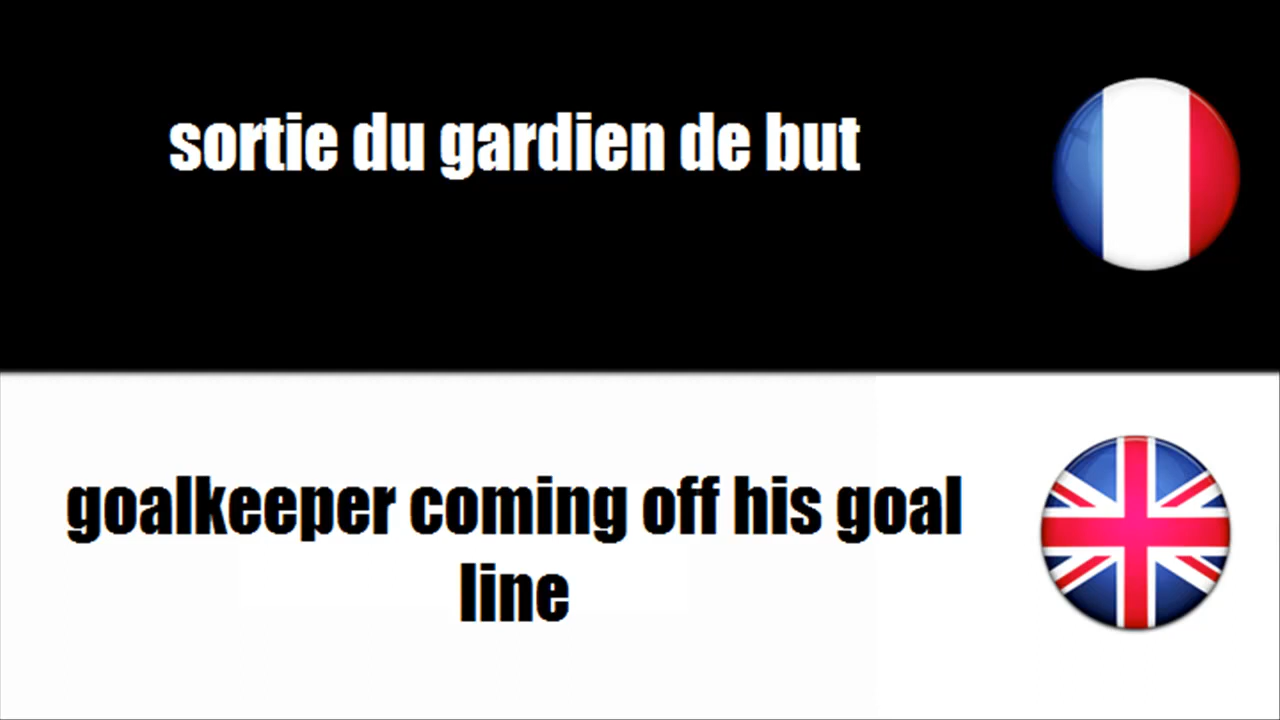 sortie du gardien de but
goalkeeper coming off his goal
line